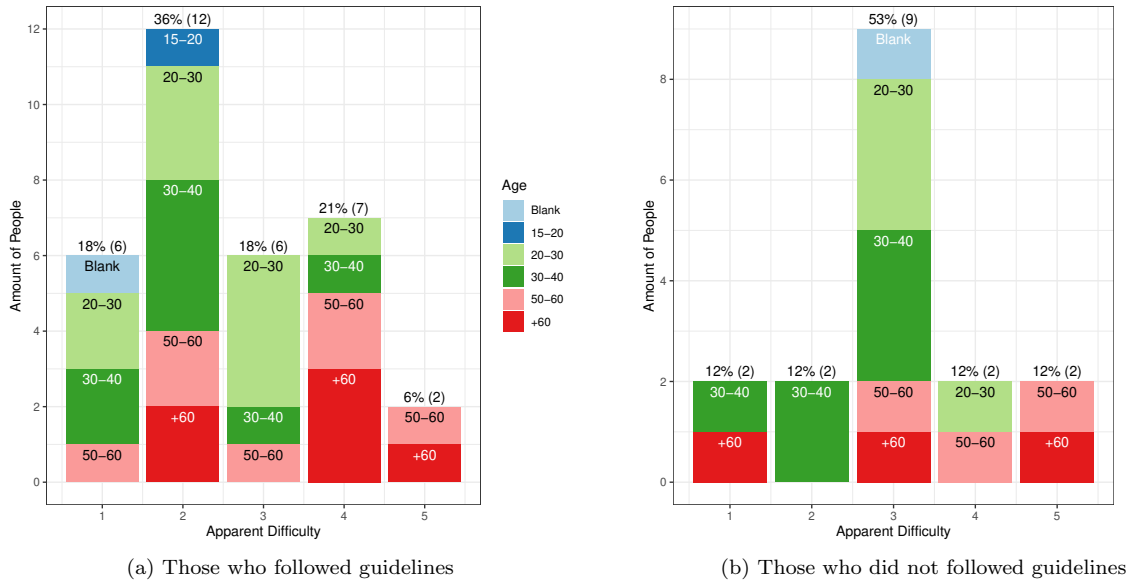 36% (12)
12
15−20
20−30
10
8
30−40
21% (7)
20−30
18% (6)
18% (6)
6
Blank
20−30
30−40
20−30
50−60
4
50−60
30−40
+60
6% (2)
2
+60
30−40
50−60
50−60
50−60
+60
0
1 2 3 4 5
Apparent Difficulty
Amount of People
(a) Those who followed guidelines
Age
Blank
15−20
20−30
30−40
50−60
+60
53% (9)
Blank
8
20−30
6
30−40
4
12% (2) 12% (2) 12% (2) 12% (2)
2
30−40 30−40 50−60 20−30 50−60
+60 +60 50−60 +60
0
1 2 3 4 5
Apparent Difficulty
Amount of People
(b) Those who did not followed guidelines